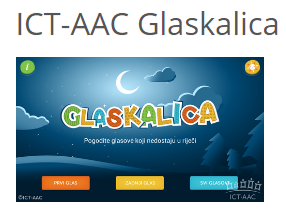 ICT-AAC Glaskalica
GLASKALICA
Pogodite glasove koji nedostaju u riječi
PRVI GLAS
ZADNJI GLAS
SVI GLASOVI
©ICT-AAC
ICT-AAC